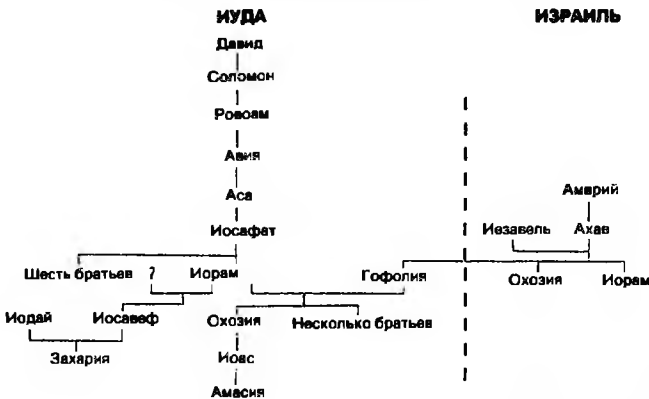 ИУДА ИЗРАИЛЬ
Давид
Соломон
Ровоам
Авия
Аса
Амврий
Иосафат
Иезавель Ахав
Шесть братьев ? Иорам Гофолия Охозия Иорам
Иодай Иосавеф Охозия Несколько братьев
Захария Иоас
Амасия